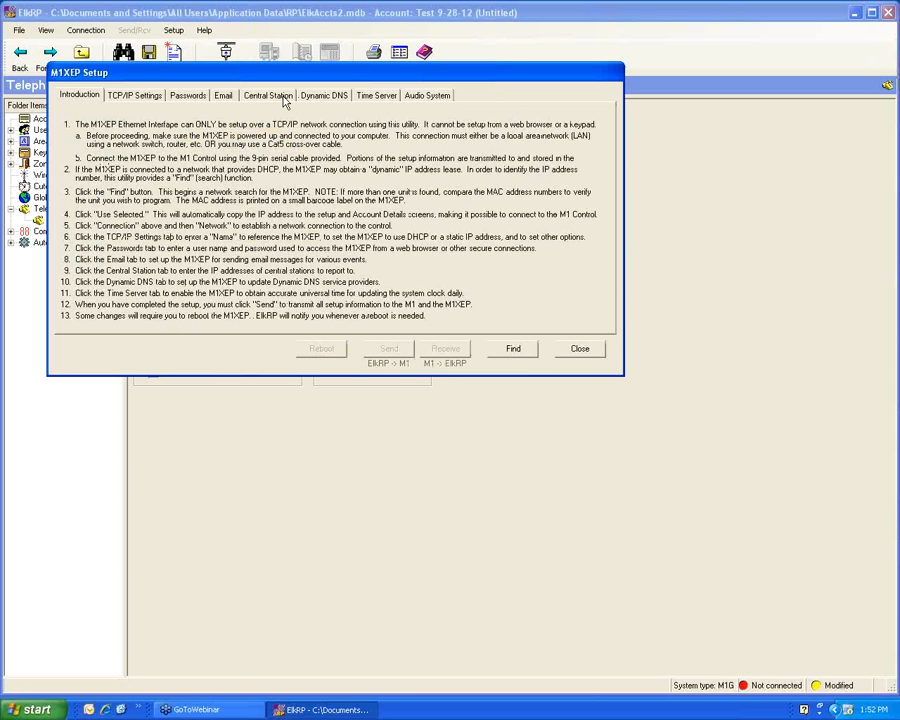 ElkRP - C:\Documents and Settings\All Users\Application Data\RP\ElkAccts2.mdb - Account: Test 9-28-12 (Untitled)
File View Connection Send/Rcv Setup Help
Back
Teleph
M1XEP Setup
Folder Items
Introduction TCP/IP Settings Passwords Email Central Station Dynamic DNS Time Server Audio System
1. The M1XEP Ethernet Interface can ONLY be setup over a TCP/IP network connection using this utility. It cannot be setup from a web browser or a keypad.
a. Before proceeding, make sure the M1XEP is powered up and connected to your computer. This connection must either be a local area network (LAN)
using a network switch, router, etc. OR you may use a Cat5 cross-over cable.
b. Connect the M1XEP to the M1 Control using the 9-pin serial cable provided. Portions of the setup information are transmitted to and stored in the
2. If the M1XEP is connected to a network that provides DHCP, the M1XEP may obtain a "dynamic" IP address lease. In order to identify the IP address
number, this utility provides a "Find" (search) function.
3. Click the "Find" button. This begins a network search for the M1XEP. NOTE: If more than one unit is found, compare the MAC address numbers to verify
the unit you wish to program. The MAC address is printed on a small barcode label on the M1XEP.
4. Click "Use Selected." This will automatically copy the IP address to the setup and Account Details screens, making it possible to connect to the M1 Control.
5. Click "Connection" above and then "Network" to establish a network connection to the control.
6. Click the TCP/IP Settings tab to enter a "Name" to reference the M1XEP, to set the M1XEP to use DHCP or a static IP address, and to set other options.
7. Click the Passwords tab to enter a user name and password used to access the M1XEP from a web browser or other secure connections.
8. Click the Email tab to set up the M1XEP for sending email messages for various events.
9. Click the Central Station tab to enter the IP addresses of central stations to report to.
10. Click the Dynamic DNS tab to set up the M1XEP to update Dynamic DNS service providers.
11. Click the Time Server tab to enable the M1XEP to obtain accurate universal time for updating the system clock daily.
12. When you have completed the setup, you must click "Send" to transmit all setup information to the M1 and the M1XEP.
13. Some changes will require you to reboot the M1XEP.. ElkRP will notify you whenever a reboot is needed.
Reboot Send Receive Find Close
ElkRP -> M1 M1 -> ElkRP
System type: M1G Not connected Modified
start GoToWebinar ElkRP - C:\Documents... 1:52 PM